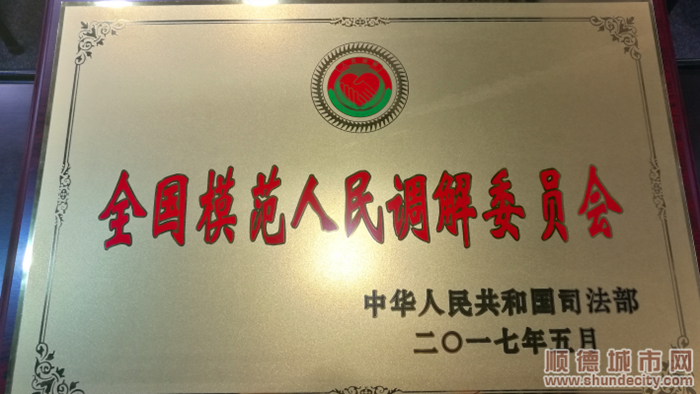 全国模范人民调解委员会
中华人民共和国司法部
二〇一七年五月
顺德城市网
www.shundecity.com